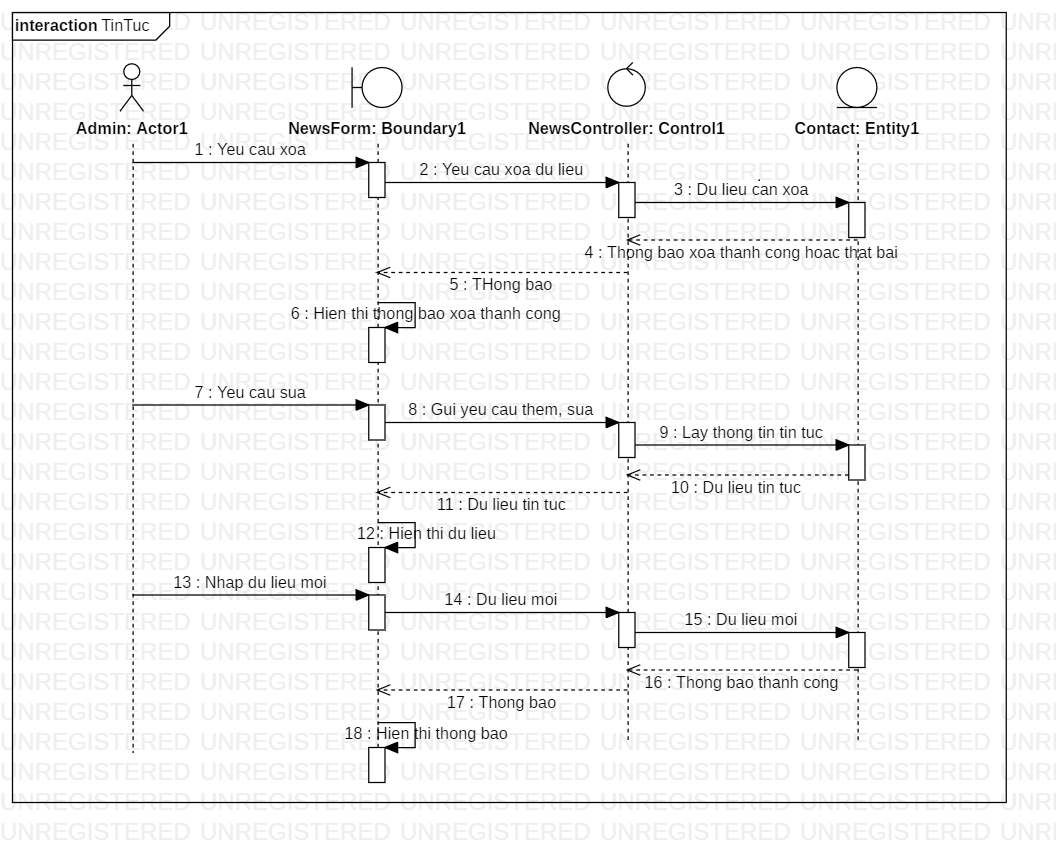 interaction TinTuc
Admin: Actor1
NewsForm: Boundary1
NewsController: Control1
Contact: Entity1
1 : Yeu cau xoa
2 : Yeu cau xoa du lieu
3 : Du lieu can xoa
4 : Thong bao xoa thanh cong hoac that bai
5 : THong bao
6 : Hien thi thong bao xoa thanh cong
7 : Yeu cau sua
8 : Gui yeu cau them, sua
9 : Lay thong tin tin tuc
10 : Du lieu tin tuc
11 : Du lieu tin tuc
12 : Hien thi du lieu
13 : Nhap du lieu moi
14 : Du lieu moi
15 : Du lieu moi
16 : Thong bao thanh cong
17 : Thong bao
18 : Hien thi thong bao
UNREGISTERED